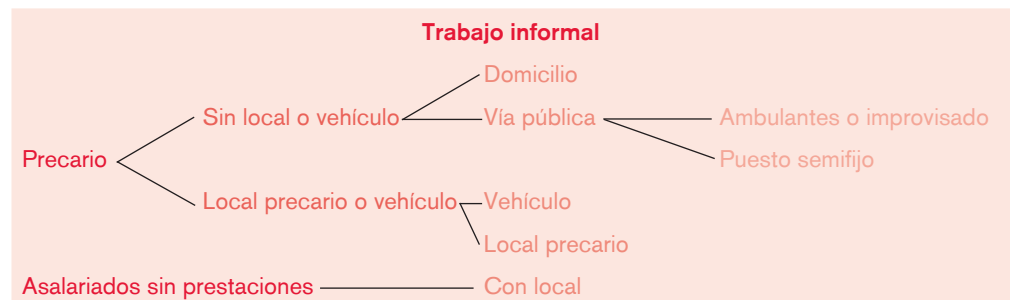 Trabajo informal
Domicilio
Sin local o vehículo Vía pública Ambulantes o improvisado
Precario Puesto semifijo
Local precario o vehículo Vehículo
Local precario
Asalariados sin prestaciones Con local